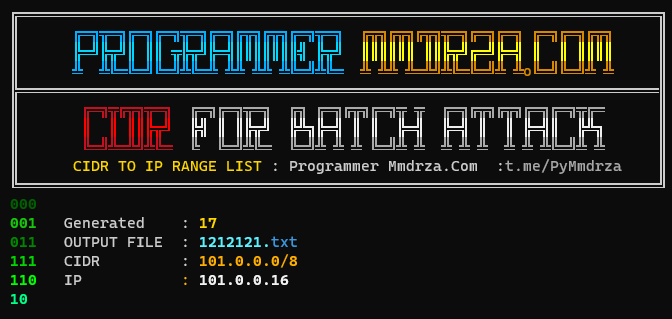 PROGRAMMER MMDRZA.COM
CIDR FOR BATCH ATTACK
CIDR TO IP RANGE LIST : Programmer Mmdrza.Com :t.me/PyMmdrza
000
001 Generated : 17
011 OUTPUT FILE : 1212121.txt
111 CIDR : 101.0.0.0/8
110 IP : 101.0.0.16
10